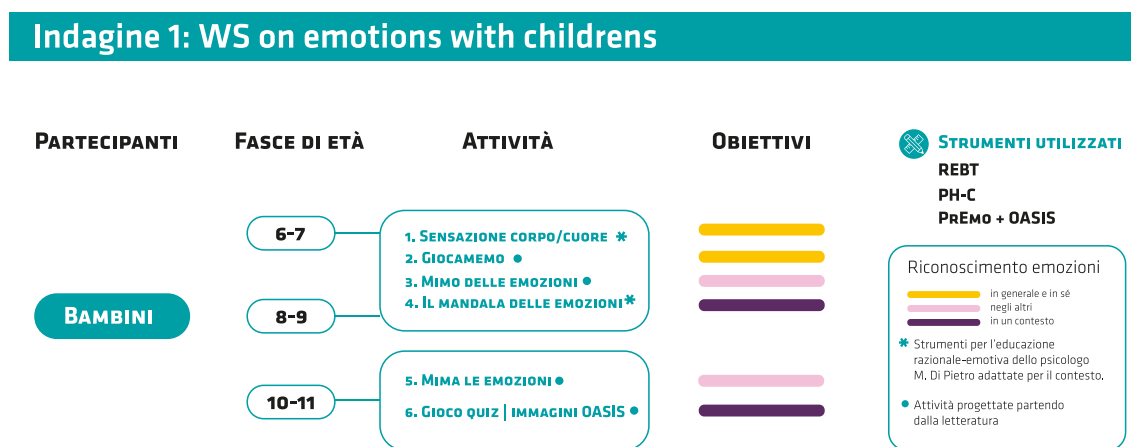 Indagine 1: WS on emotions with childrens
PARTECIPANTI
FASCE DI ETÀ
ATTIVITÀ
OBIETTIVI
STRUMENTI UTILIZZATI
REBT
PH-C
PREMO + OASIS
BAMBINI
6-7
8-9
10-11
1. SENSAZIONE CORPO/CUORE *
2. GIOCAMEMO ●
3. MIMO DELLE EMOZIONI ●
4. IL MANDALA DELLE EMOZIONI *
5. MIMA LE EMOZIONI ●
6. GIOCO QUIZ | IMMAGINI OASIS ●
Riconoscimento emozioni
in generale e in sé
negli altri
in un contesto
* Strumenti per l'educazione
razionale-emotiva dello psicologo
M. Di Pietro adattate per il contesto.
● Attività progettate partendo
dalla letteratura